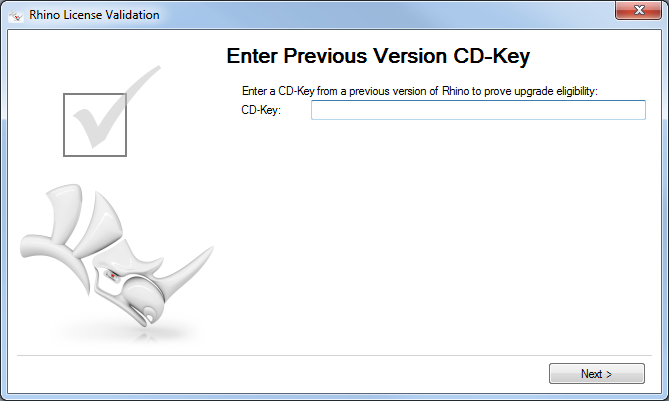 Rhino License Validation
Enter Previous Version CD-Key
Enter a CD-Key from a previous version of Rhino to prove upgrade eligibility:
CD-Key:
Next >